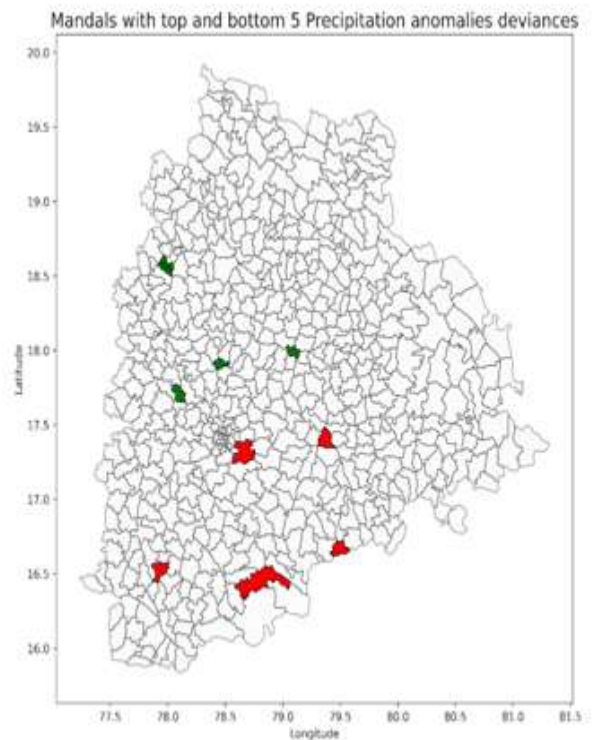 Mandals with top and bottom 5 Precipitation anomalies deviances
20.0
19.5
19.0
18.5
18.0
17.5
17.0
16.5
16.0
Latitude
77.5 78.0 78.5 79.0 79.5 80.0 80.5 81.0 81.5
Longitude